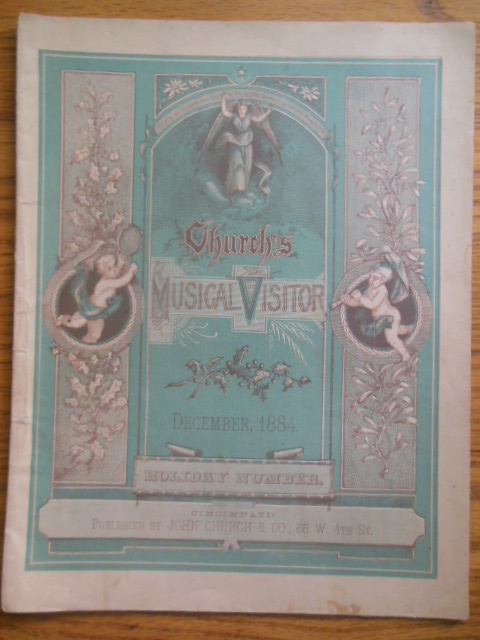 Church's
MUSICAL VISITOR
DECEMBER, 1884.
HOLIDAY NUMBER.
CINCINNATI:
PUBLISHED BY JOHN CHURCH & CO., 66 W. 4TH ST.